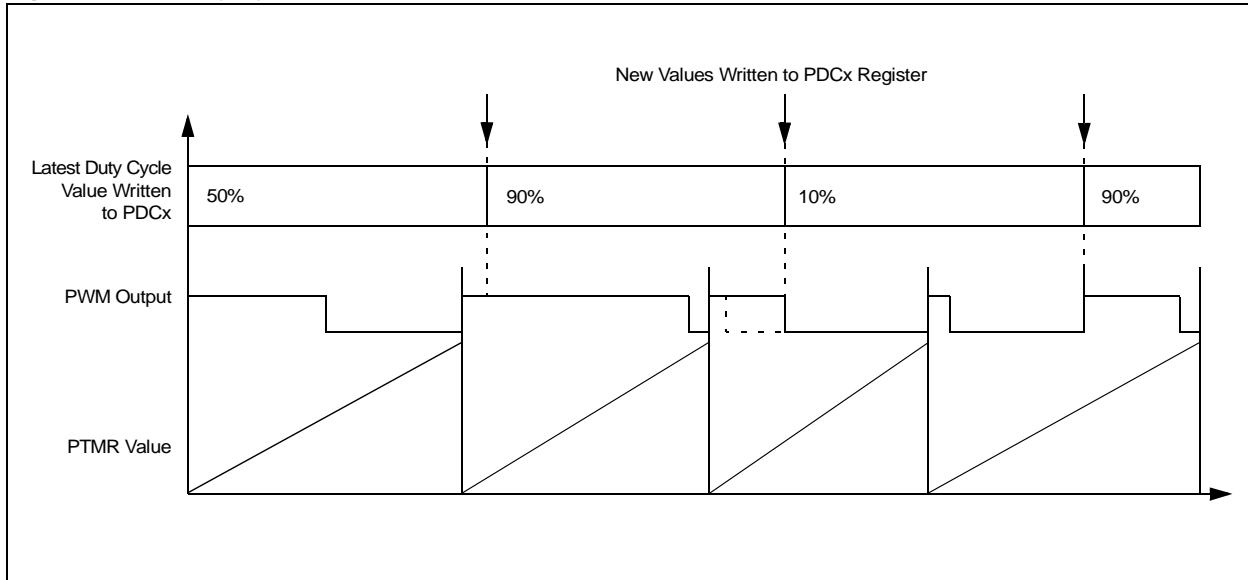 New Values Written to PDCx Register
Latest Duty Cycle
Value Written
to PDCx
50%
90%
10%
90%
PWM Output
PTMR Value